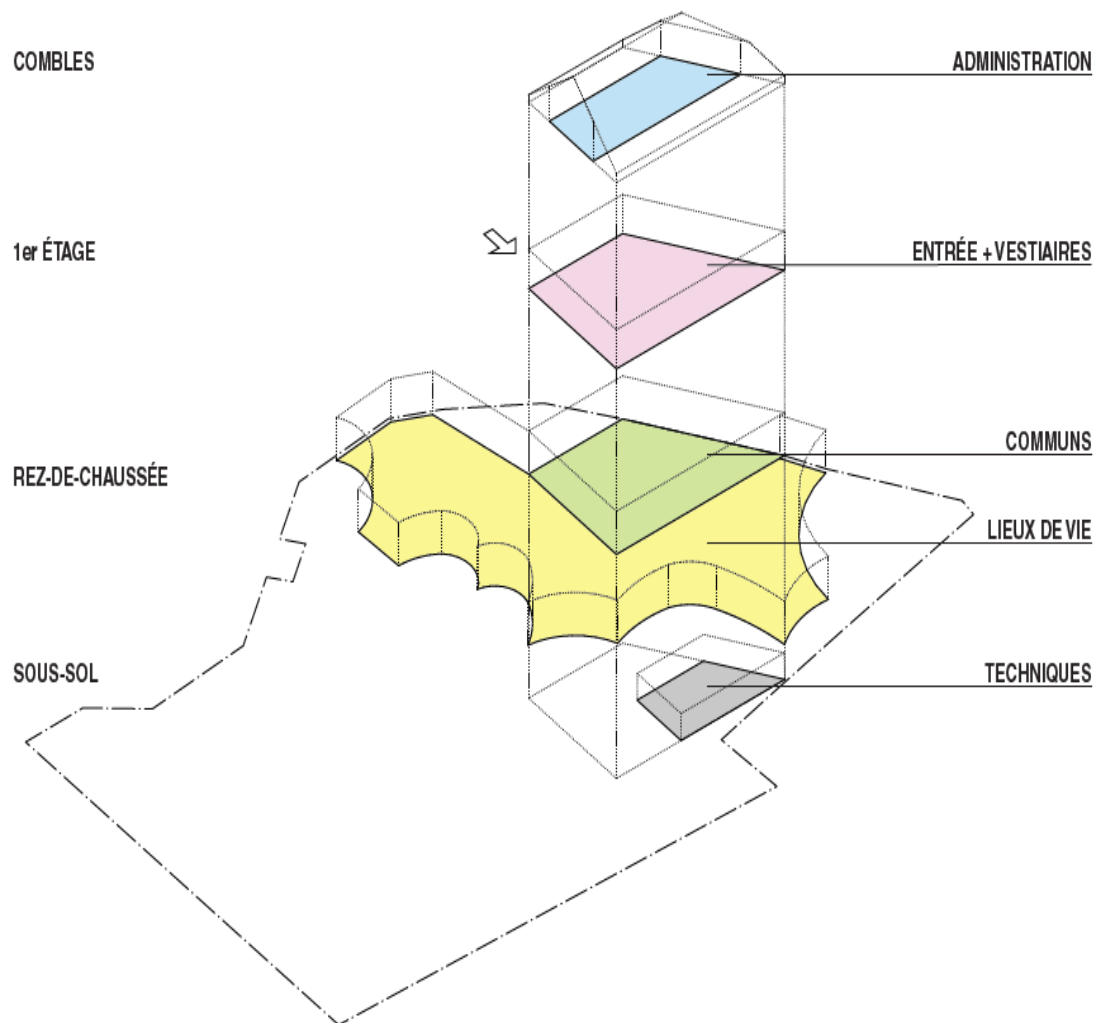 COMBLES
ADMINISTRATION
1er ÉTAGE
ENTRÉE + VESTIAIRES
COMMUNS
REZ-DE-CHAUSSÉE
LIEUX DE VIE
SOUS-SOL
TECHNIQUES